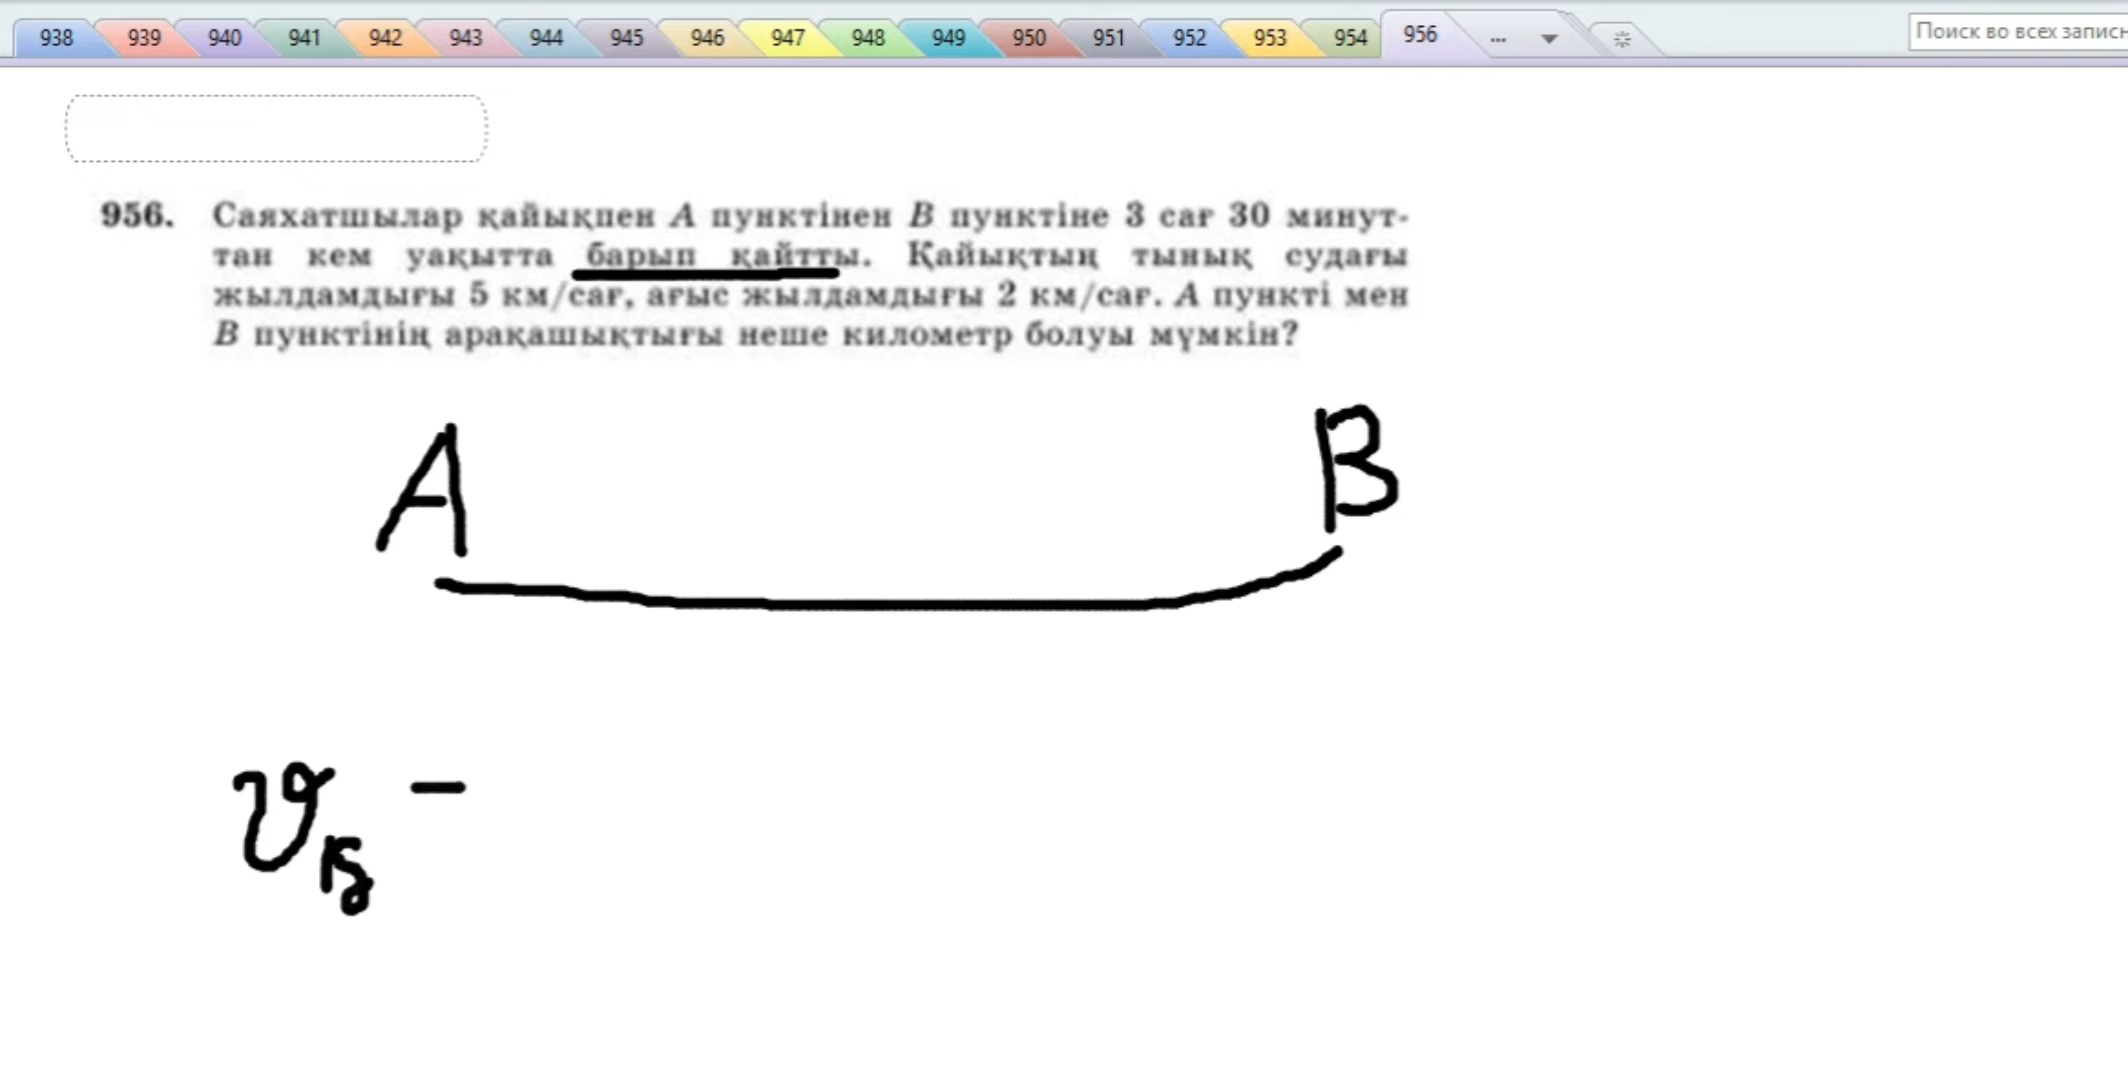 938 939 940 941 942 943 944 945 946 947 948 949 950 951 952 953 954 956 ...
Поиск во всех записн
956. Саяхатшылар қайықпен A пунктінен B пунктіне 3 сағ 30 минут-
тан кем уақытта барып қайтты. Қайықтың тынық судағы
жылдамдығы 5 км/сағ, ағыс жылдамдығы 2 км/сағ. A пункті мен
B пунктінің арақашықтығы неше километр болуы мүмкін?
A B
υқ –